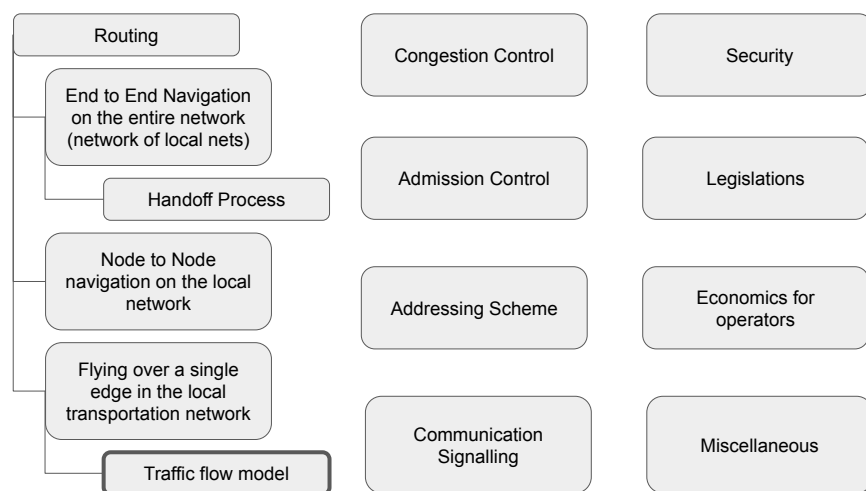 Routing
End to End Navigation
on the entire network
(network of local nets)
Handoff Process
Node to Node
navigation on the local
network
Flying over a single
edge in the local
transportation network
Traffic flow model
Congestion Control
Admission Control
Addressing Scheme
Communication
Signalling
Security
Legislations
Economics for
operators
Miscellaneous